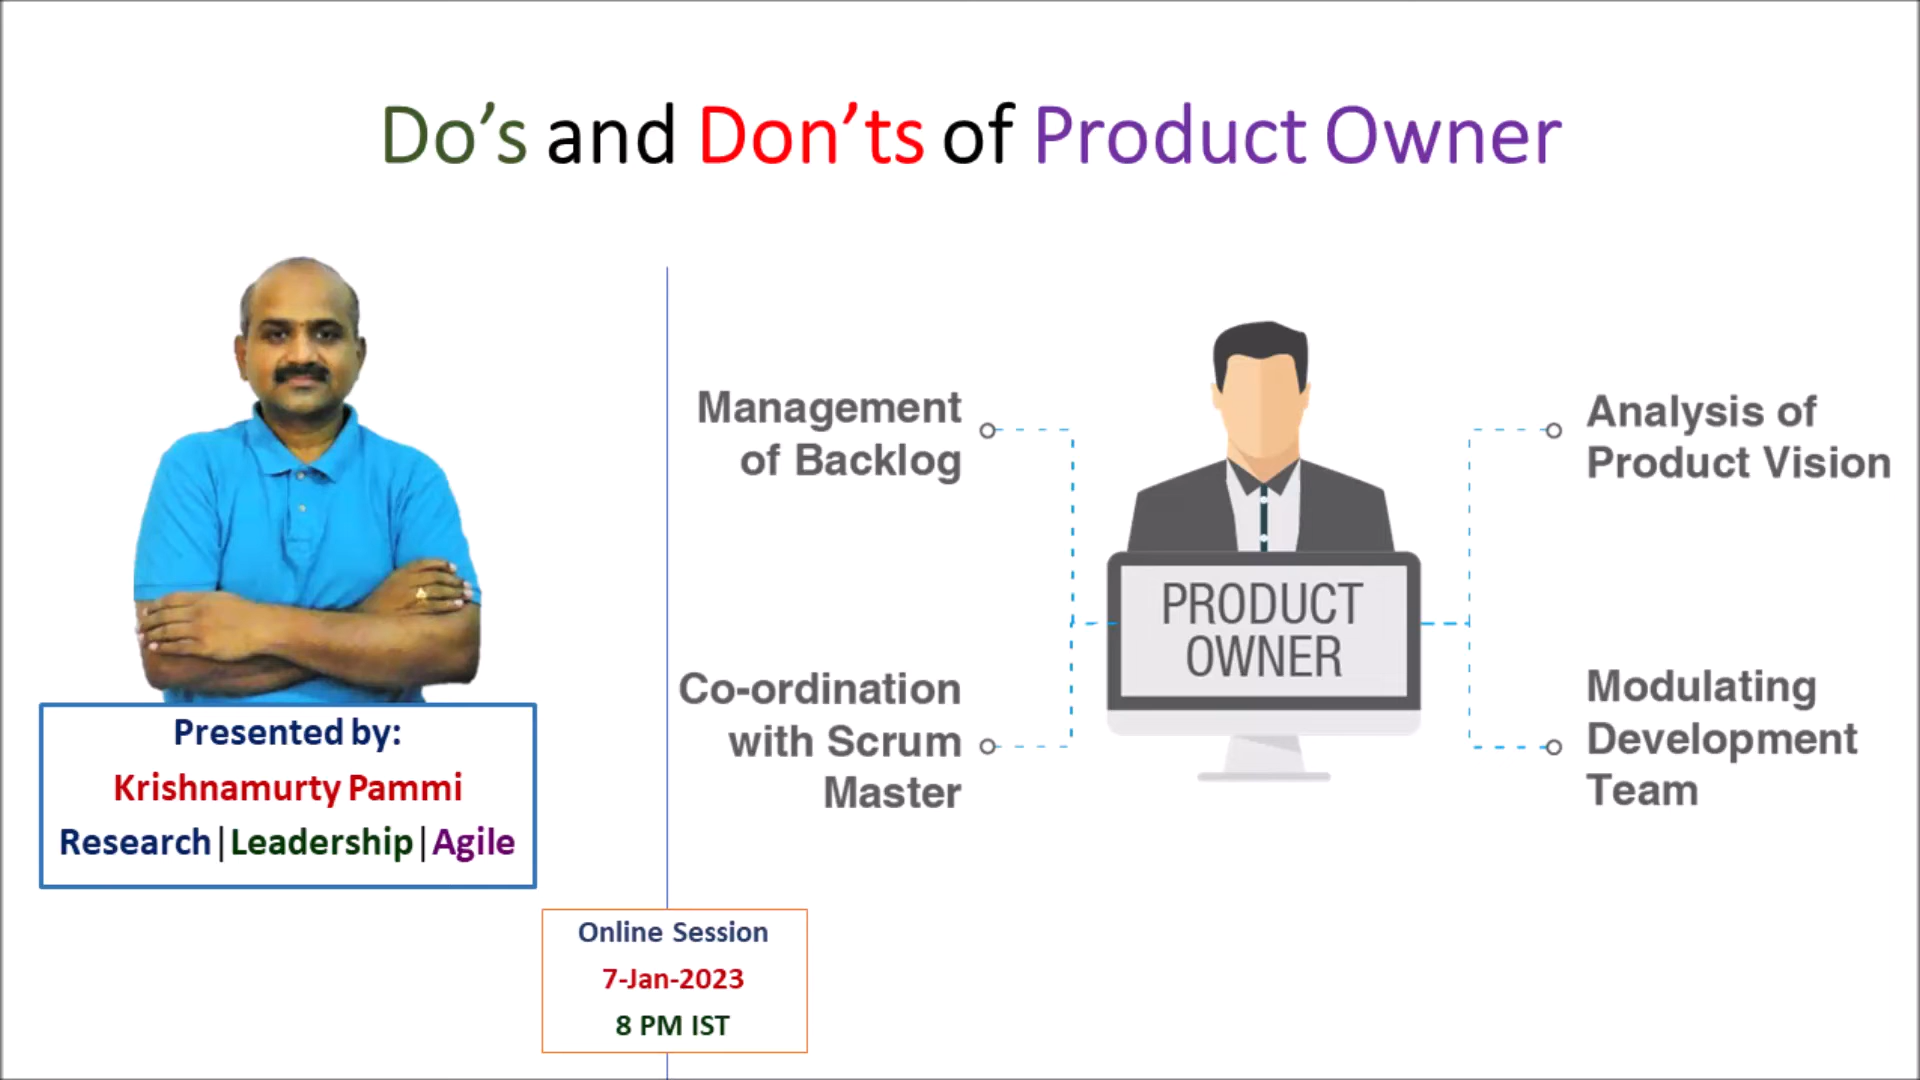 Do’s and Don’ts of Product Owner
Presented by:
Krishnamurty Pammi
Research|Leadership|Agile
Online Session
7-Jan-2023
8 PM IST
Management
of Backlog
Co-ordination
with Scrum
Master
PRODUCT
OWNER
Analysis of
Product Vision
Modulating
Development
Team